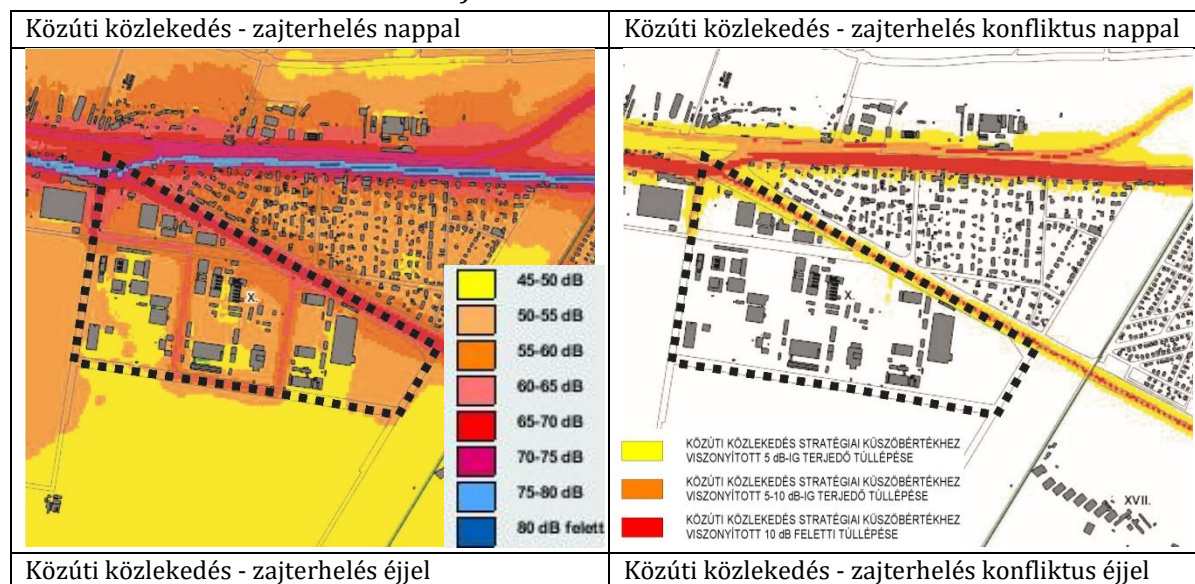 Közúti közlekedés - zajterhelés nappal
Közúti közlekedés - zajterhelés konfliktus nappal
X.
45-50 dB
50-55 dB
55-60 dB
60-65 dB
65-70 dB
70-75 dB
75-80 dB
80 dB felett
X.
XVII.
KÖZÚTI KÖZLEKEDÉS STRATÉGIAI KÜSZÖBÉRTÉKHEZ
VISZONYÍTOTT 5 dB-IG TERJEDŐ TÚLLÉPÉSE
KÖZÚTI KÖZLEKEDÉS STRATÉGIAI KÜSZÖBÉRTÉKHEZ
VISZONYÍTOTT 5-10 dB-IG TERJEDŐ TÚLLÉPÉSE
KÖZÚTI KÖZLEKEDÉS STRATÉGIAI KÜSZÖBÉRTÉKHEZ
VISZONYÍTOTT 10 dB FELETTI TÚLLÉPÉSE
Közúti közlekedés - zajterhelés éjjel
Közúti közlekedés - zajterhelés konfliktus éjjel